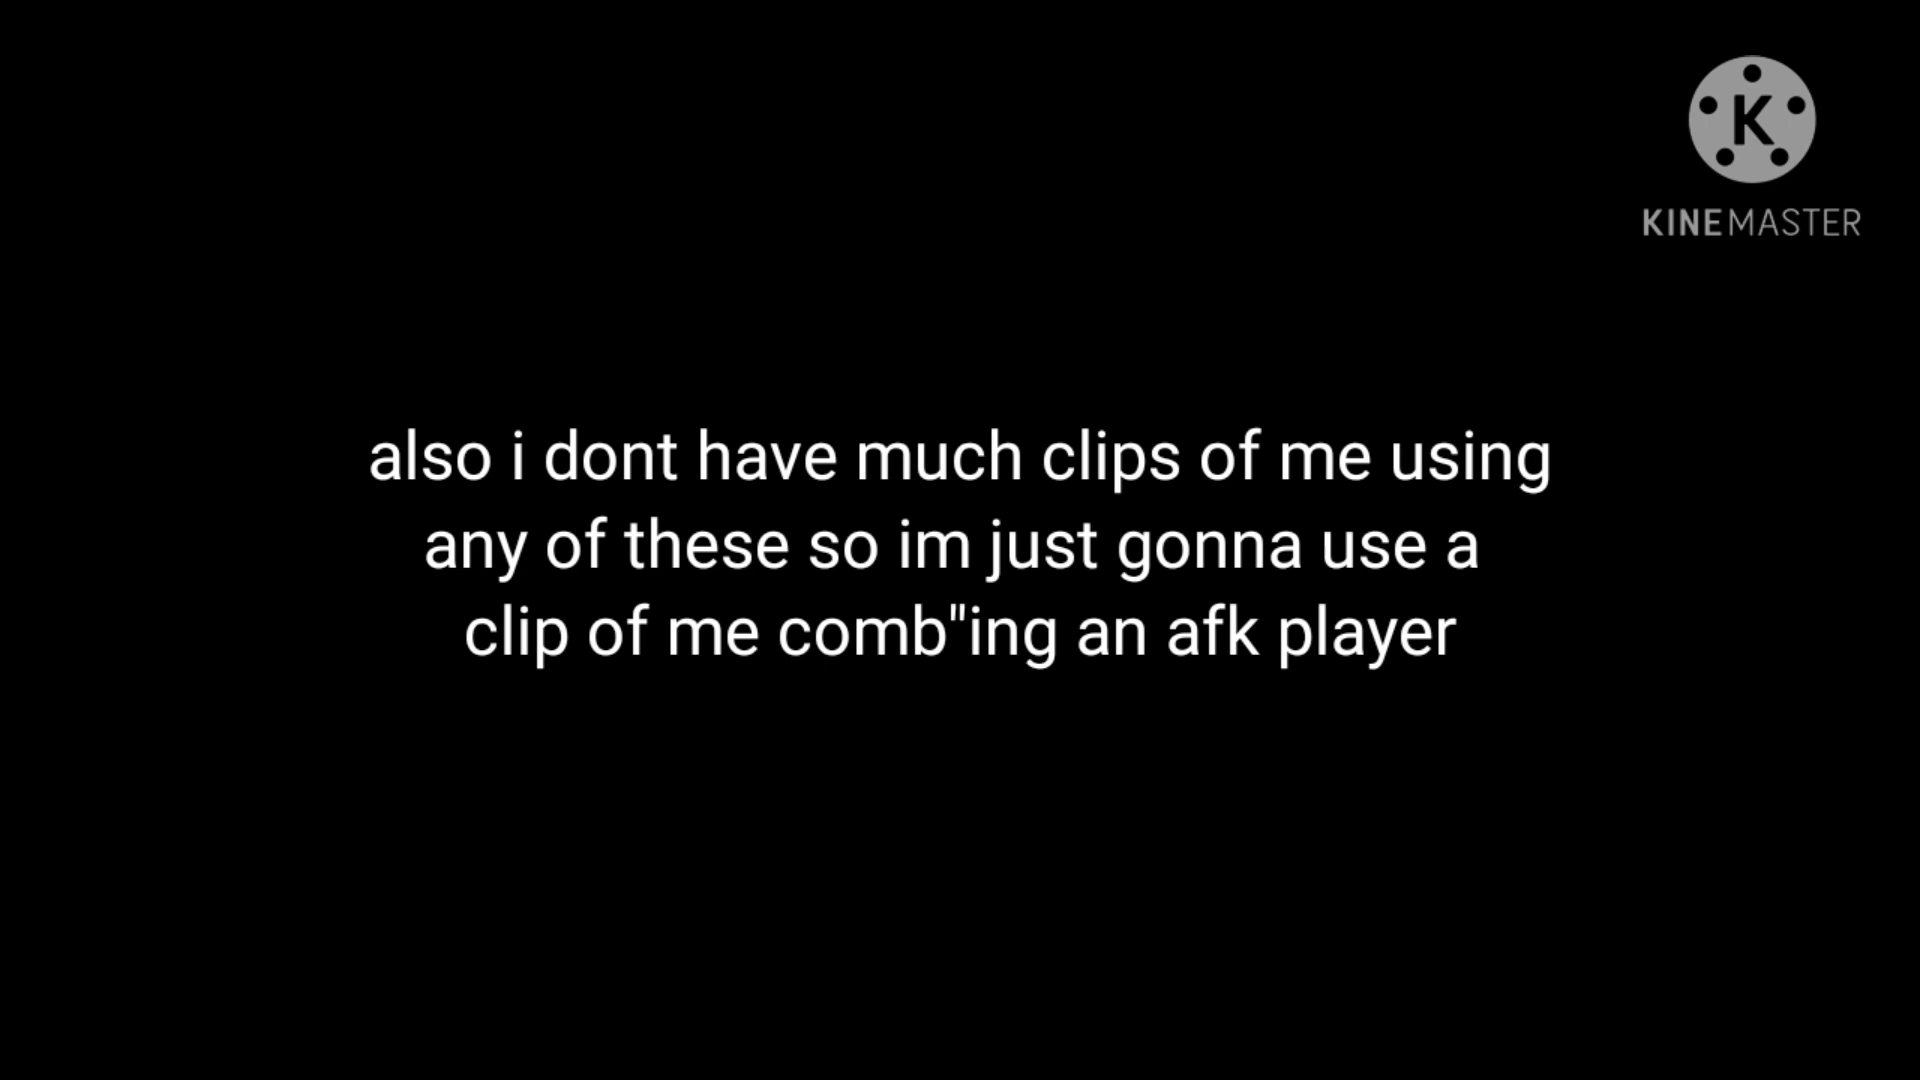 K
KINEMASTER
also i dont have much clips of me using
any of these so im just gonna use a
clip of me comb"ing an afk player